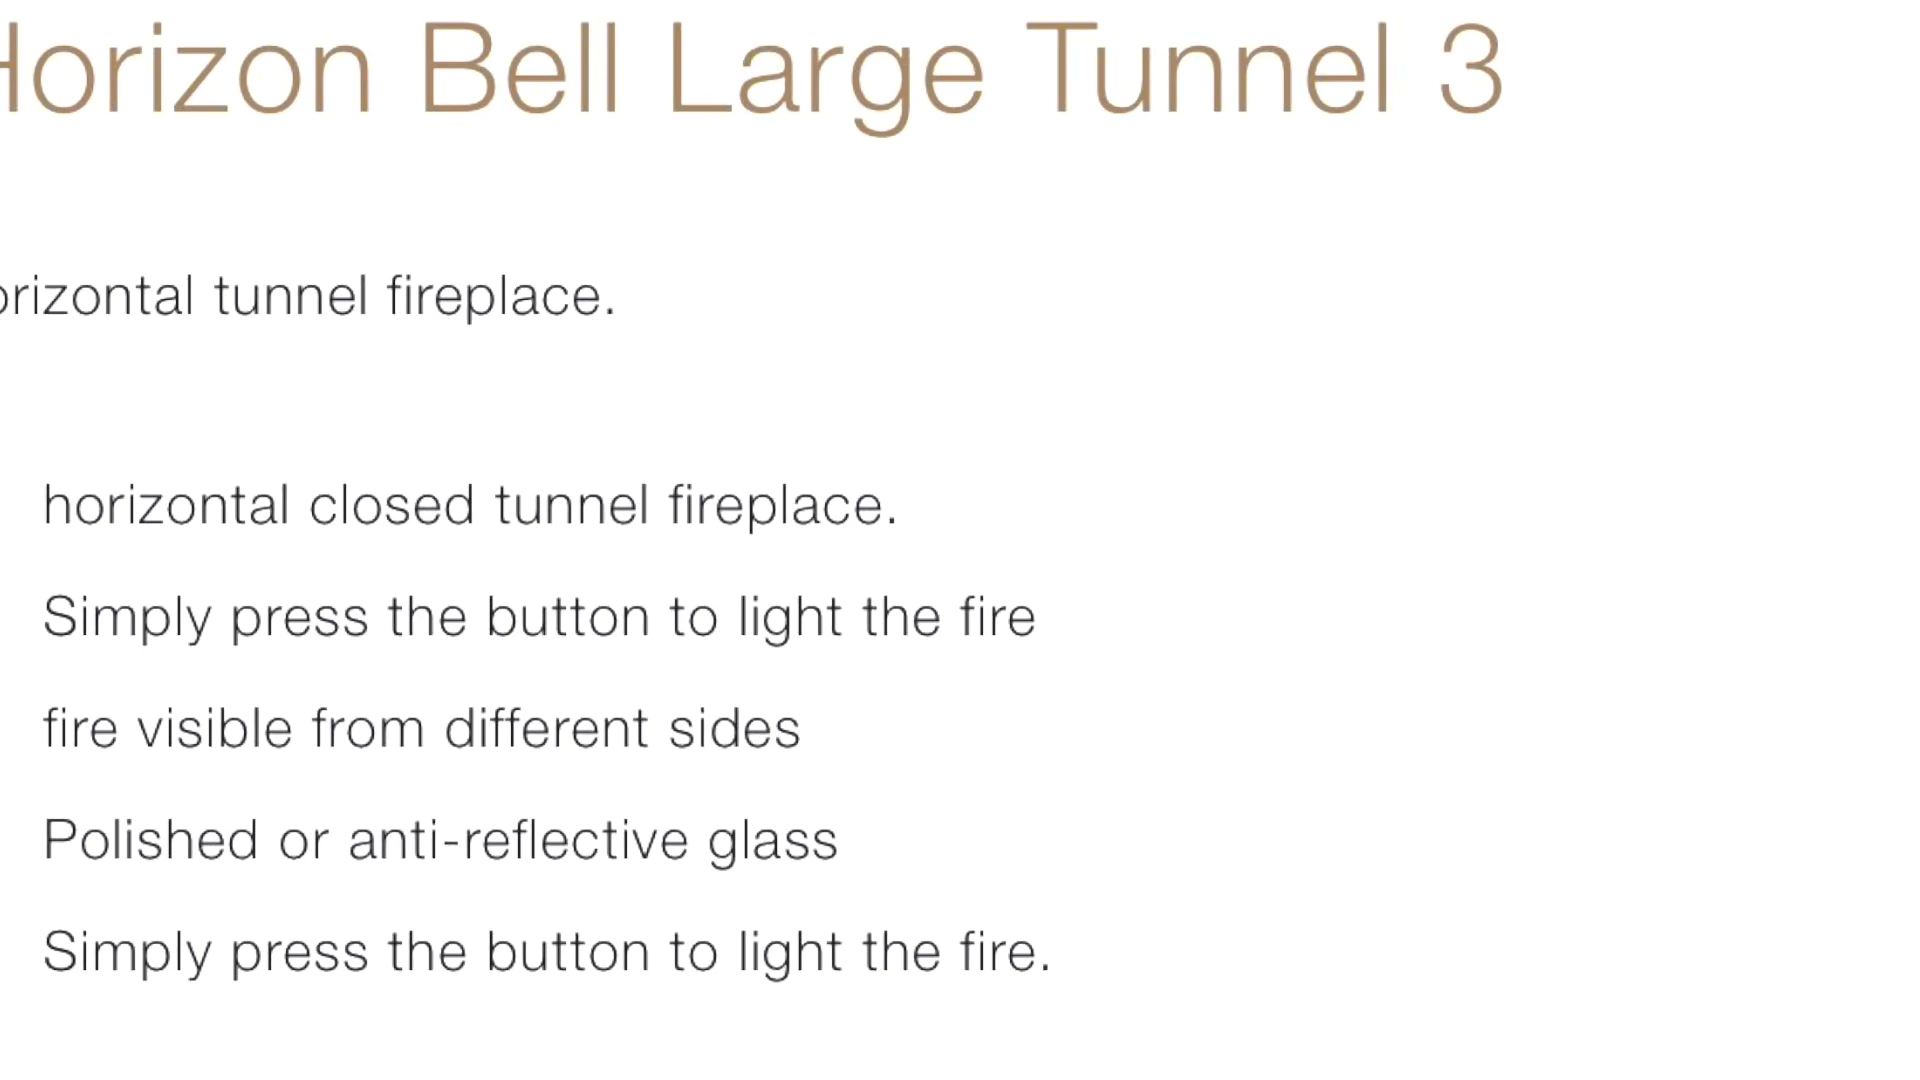 Horizon Bell Large Tunnel 3
orizontal tunnel fireplace.
horizontal closed tunnel fireplace.
Simply press the button to light the fire
fire visible from different sides
Polished or anti-reflective glass
Simply press the button to light the fire.